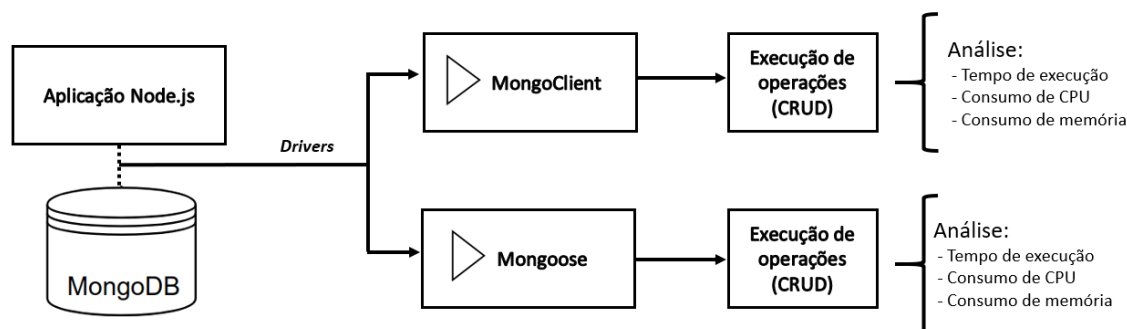 Aplicação Node.js
MongoDB
Drivers
MongoClient
Execução de
operações
(CRUD)
Análise:
- Tempo de execução
- Consumo de CPU
- Consumo de memória
Mongoose
Execução de
operações
(CRUD)
Análise:
- Tempo de execução
- Consumo de CPU
- Consumo de memória